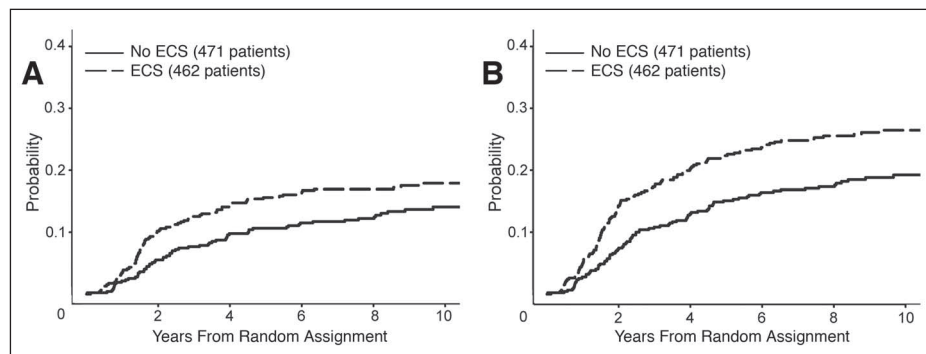 A
No ECS (471 patients)
ECS (462 patients)
Probability
0.4
0.3
0.2
0.1
0
2
4
6
8
10
Years From Random Assignment
B
No ECS (471 patients)
ECS (462 patients)
Probability
0.4
0.3
0.2
0.1
0
2
4
6
8
10
Years From Random Assignment